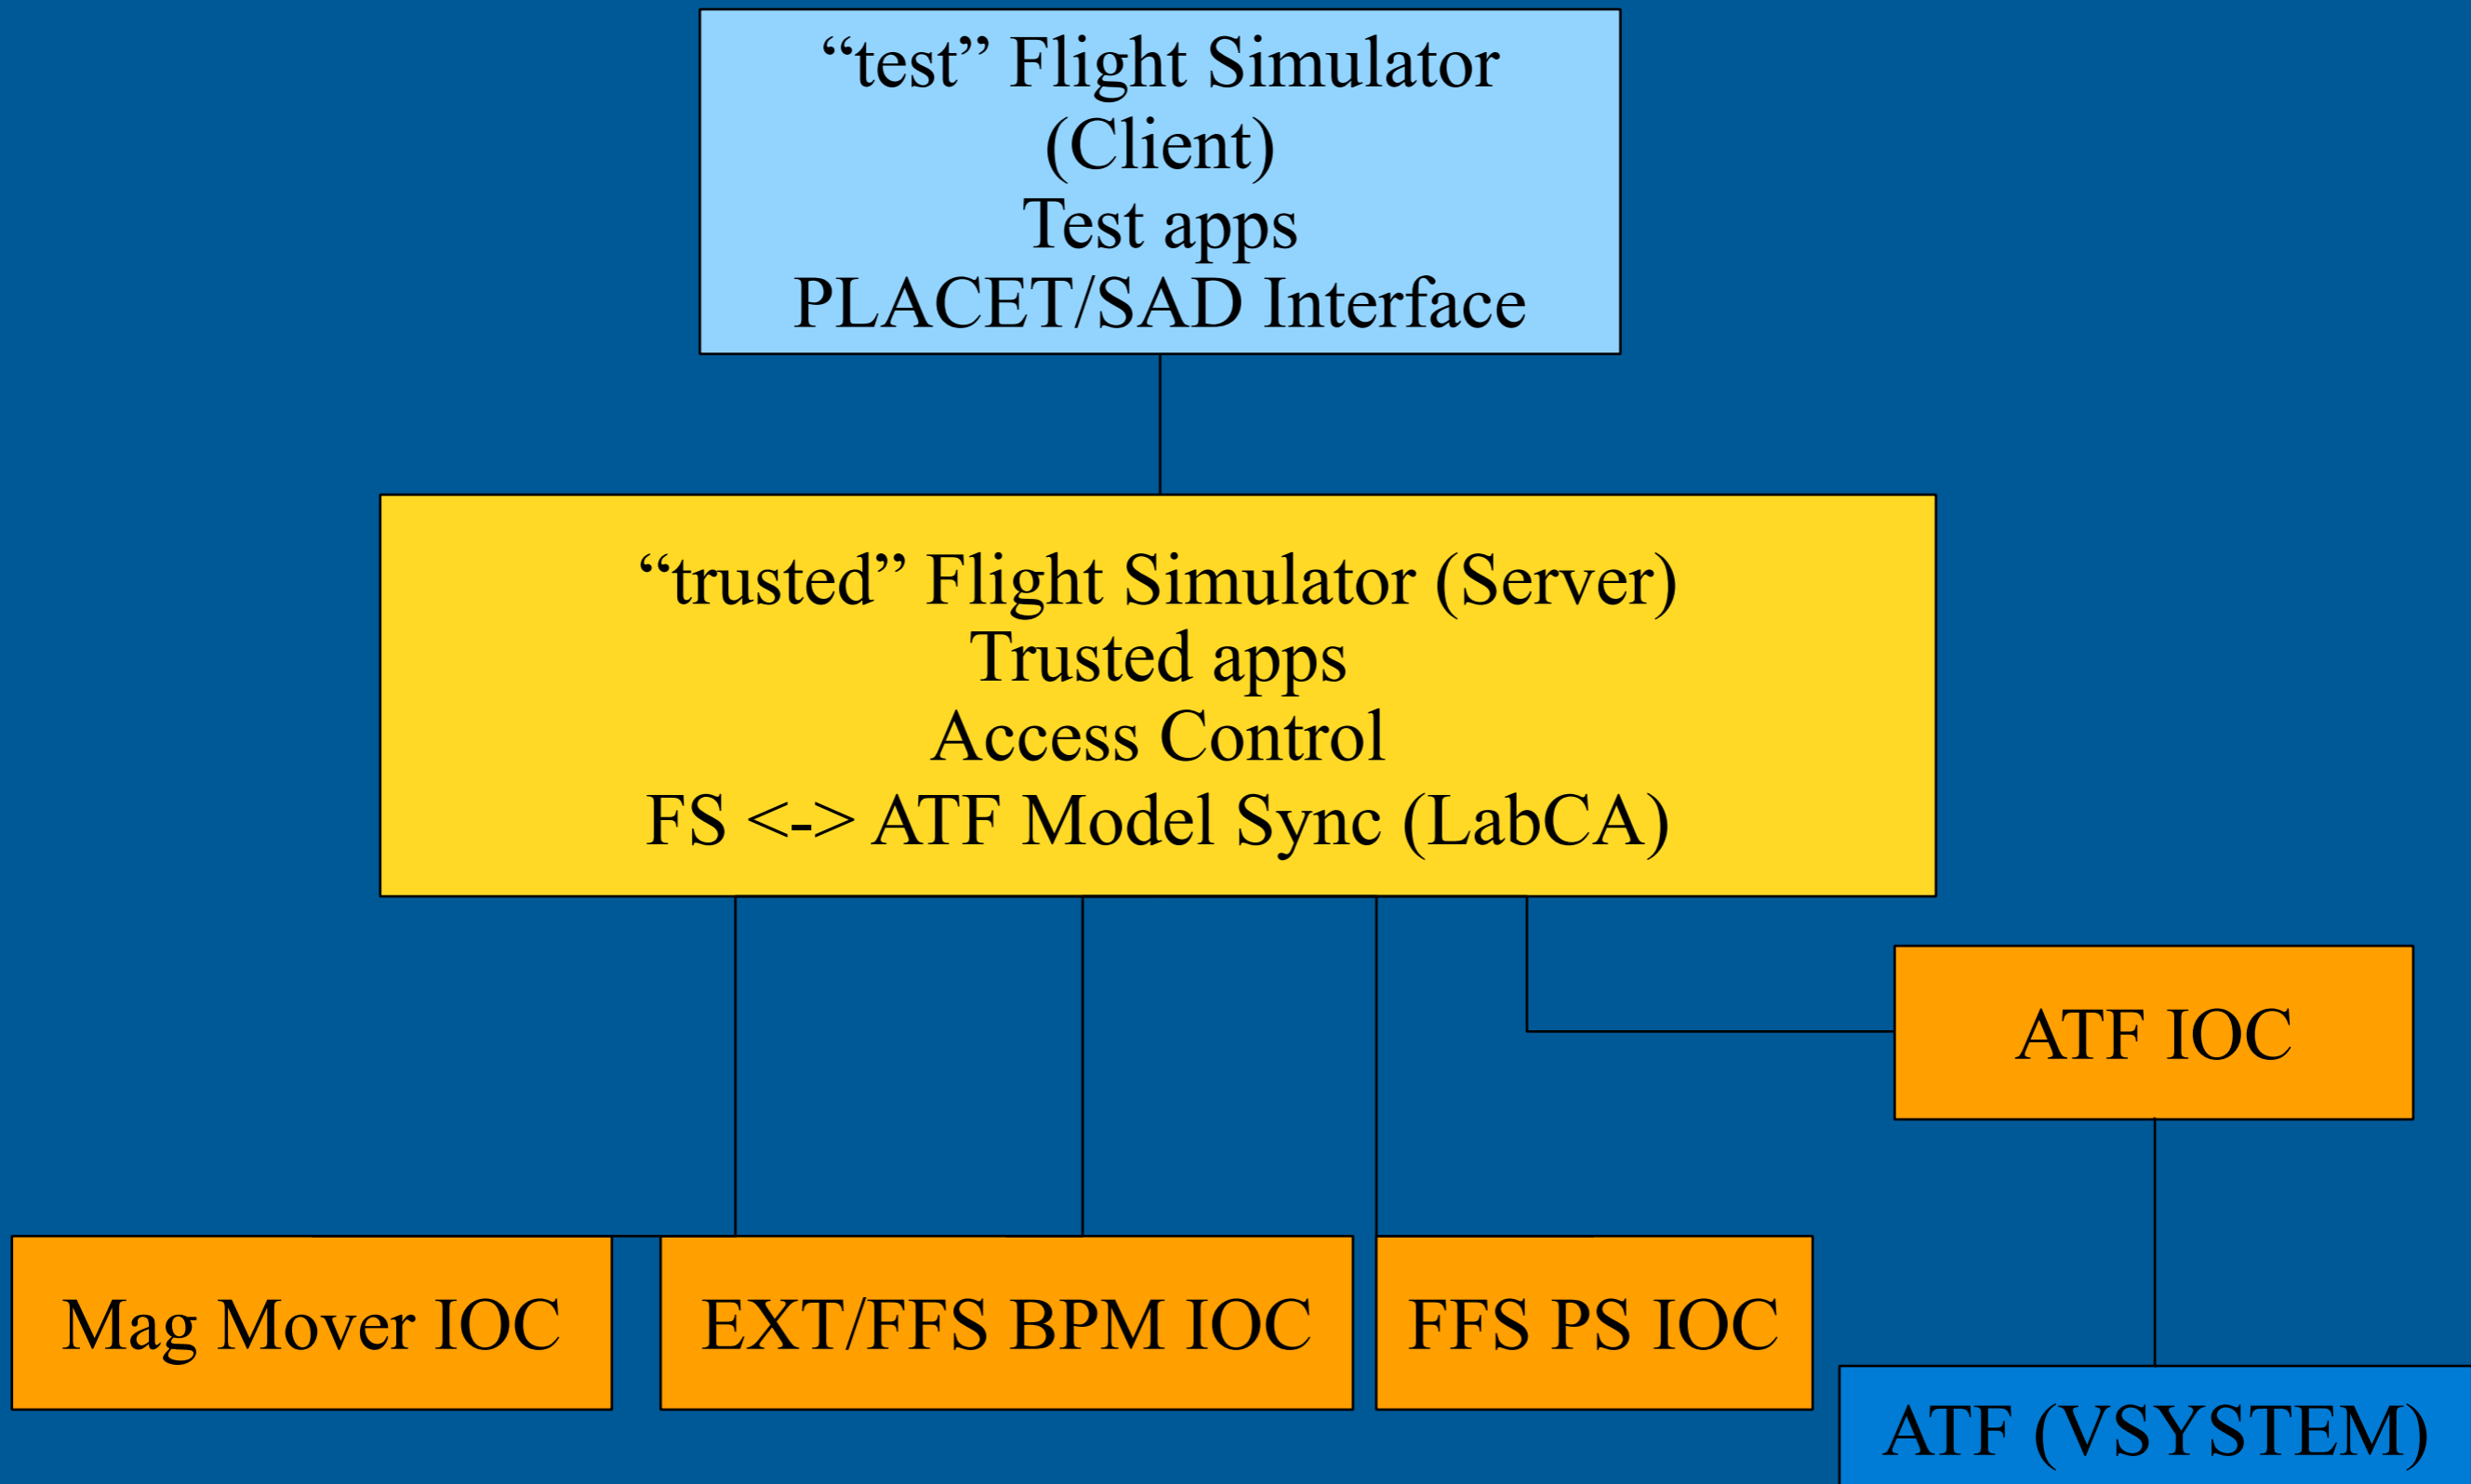 “test” Flight Simulator
(Client)
Test apps
PLACET/SAD Interface
“trusted” Flight Simulator (Server)
Trusted apps
Access Control
FS <-> ATF Model Sync (LabCA)
ATF IOC
Mag Mover IOC
EXT/FFS BPM IOC
FFS PS IOC
ATF (VSYSTEM)